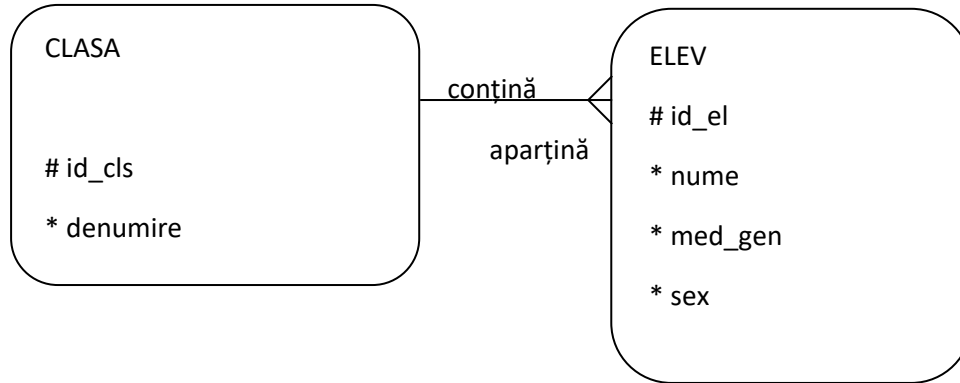 CLASA
# id_cls
* denumire
conțină
aparțină
ELEV
# id_el
* nume
* med_gen
* sex